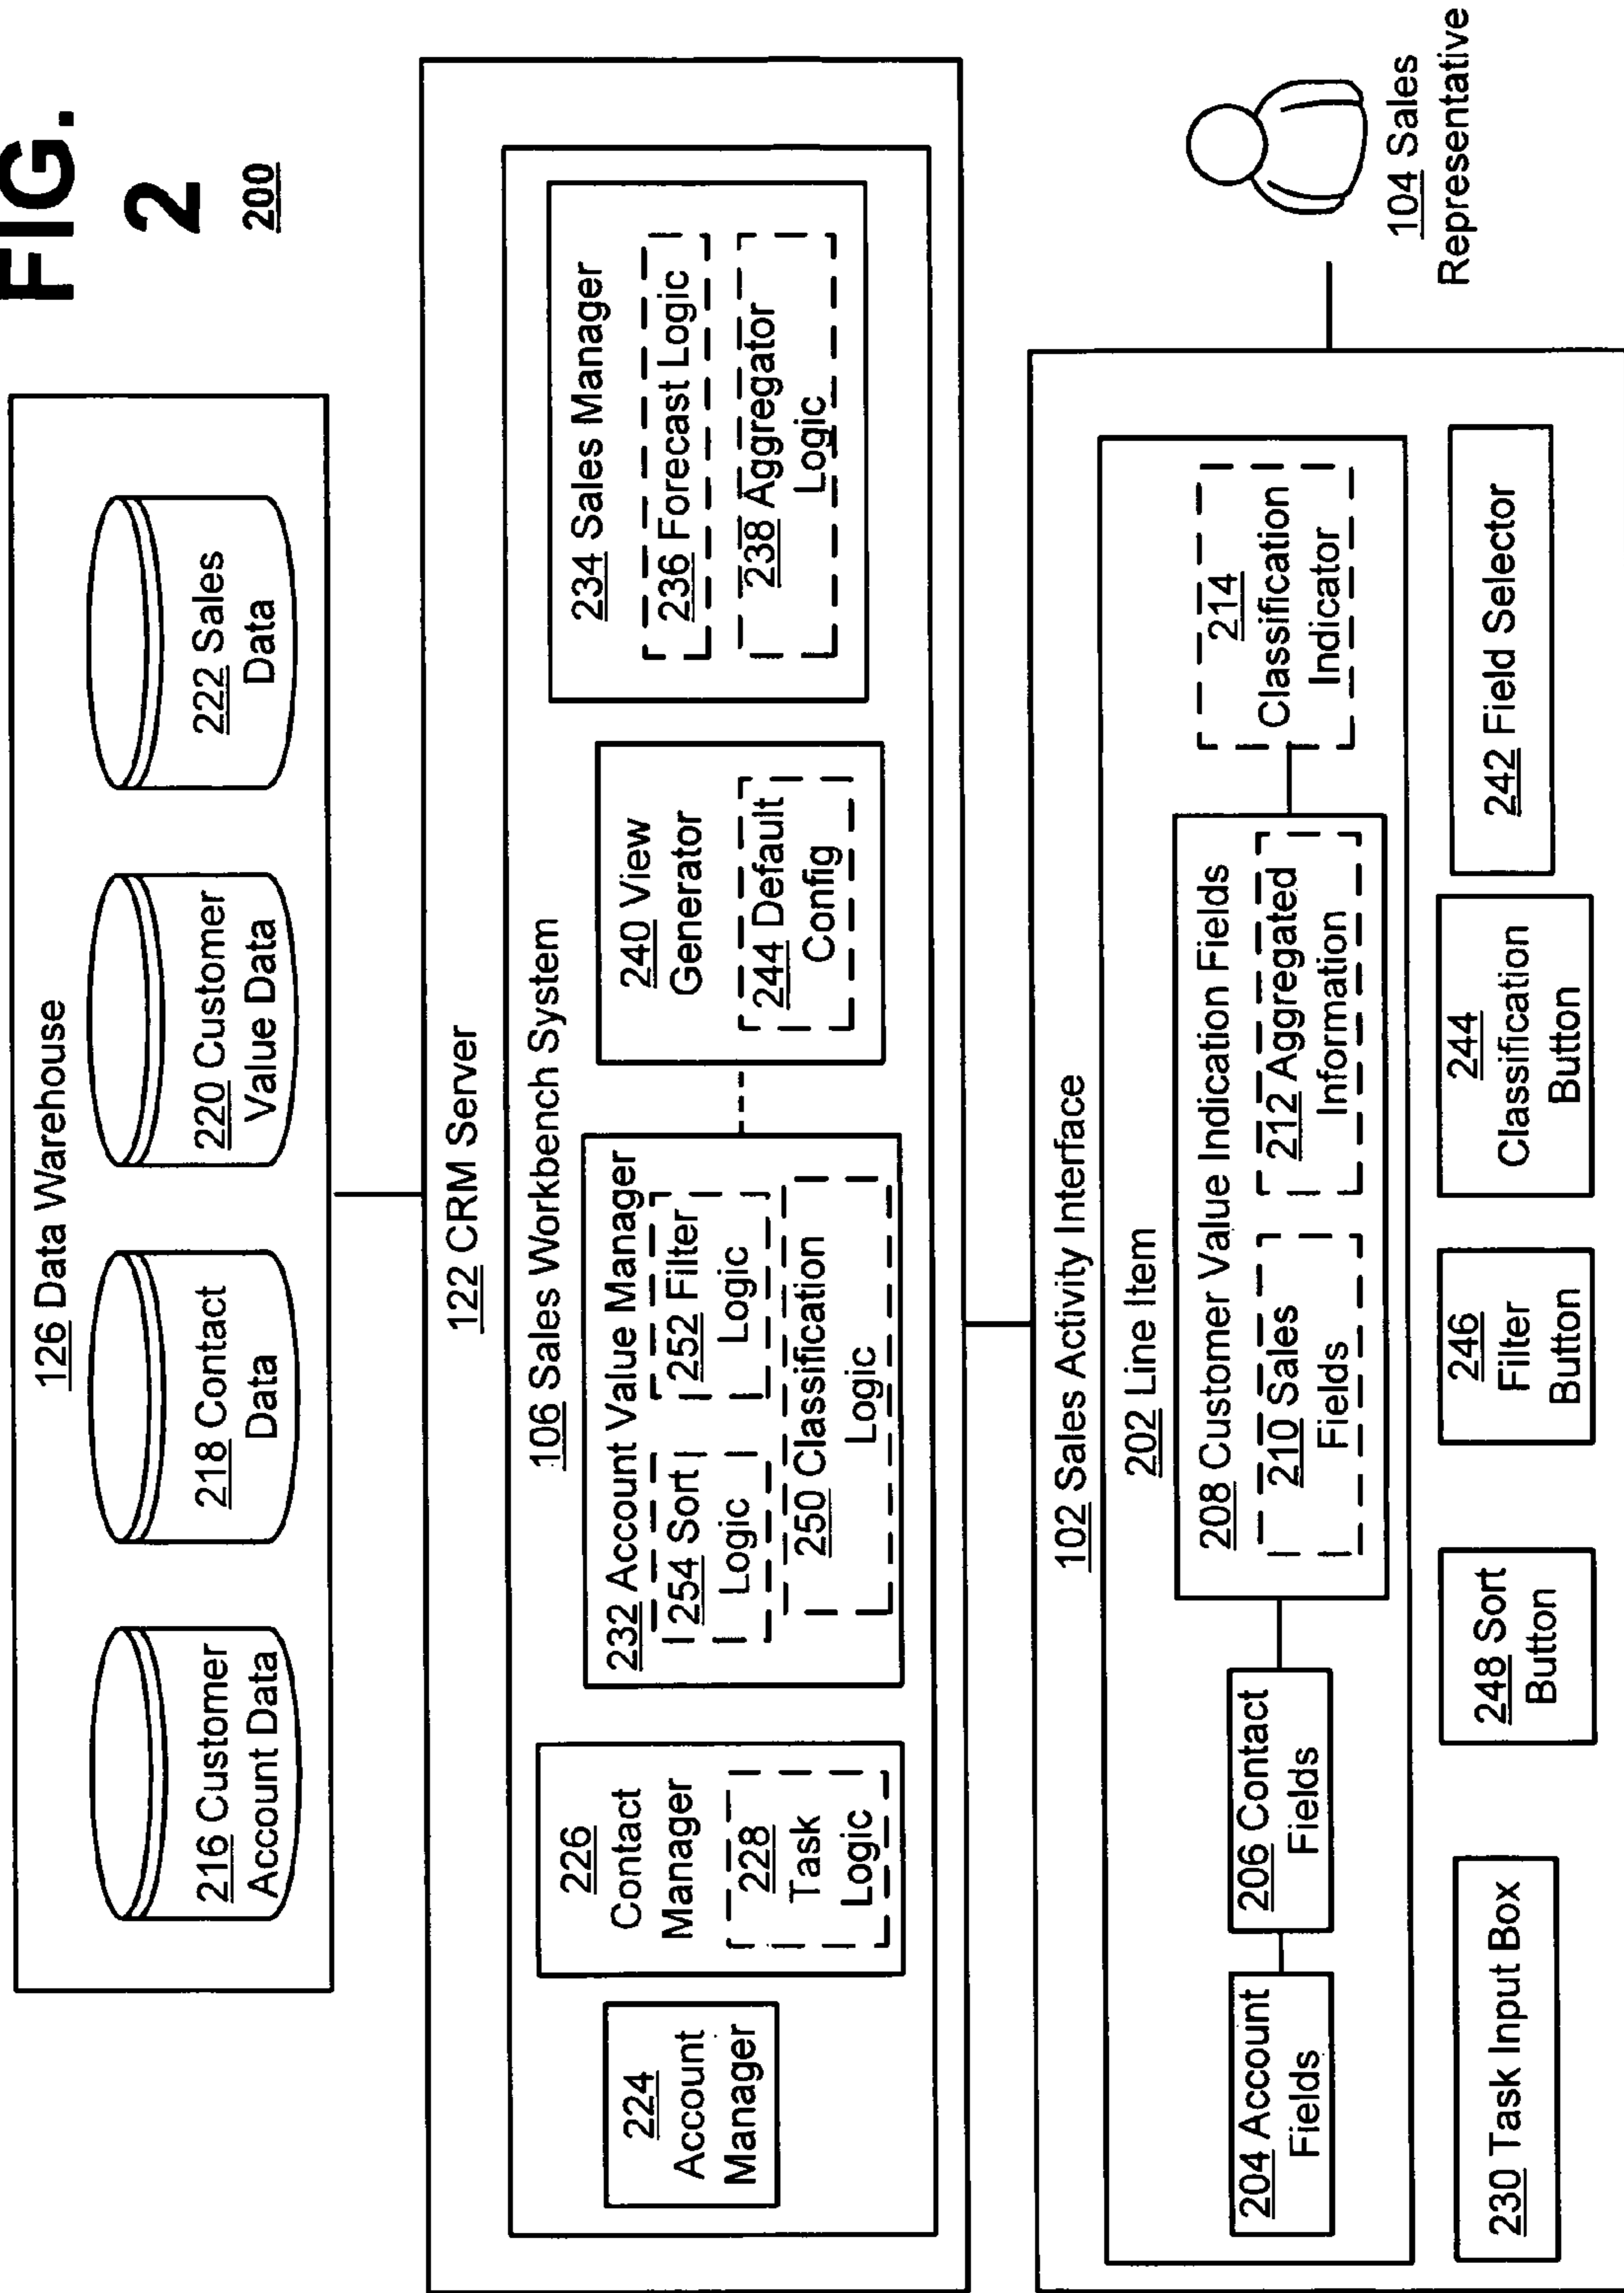 FIG.
2
200
126 Data Warehouse
216 Customer
Account Data
218 Contact
Data
220 Customer
Value Data
222 Sales
Data
122 CRM Server
106 Sales Workbench System
224
Account
Manager
226
Contact
Manager
228
Task
Logic
232 Account Value Manager
254 Sort
Logic
252 Filter
Logic
250 Classification
Logic
240 View
Generator
244 Default
Config
234 Sales Manager
236 Forecast Logic
238 Aggregator
Logic
102 Sales Activity Interface
202 Line Item
204 Account
Fields
206 Contact
Fields
208 Customer Value Indication Fields
210 Sales
Fields
212 Aggregated
Information
214
Classification
Indicator
230 Task Input Box
248 Sort
Button
246
Filter
Button
244
Classification
Button
242 Field Selector
104 Sales
Representative